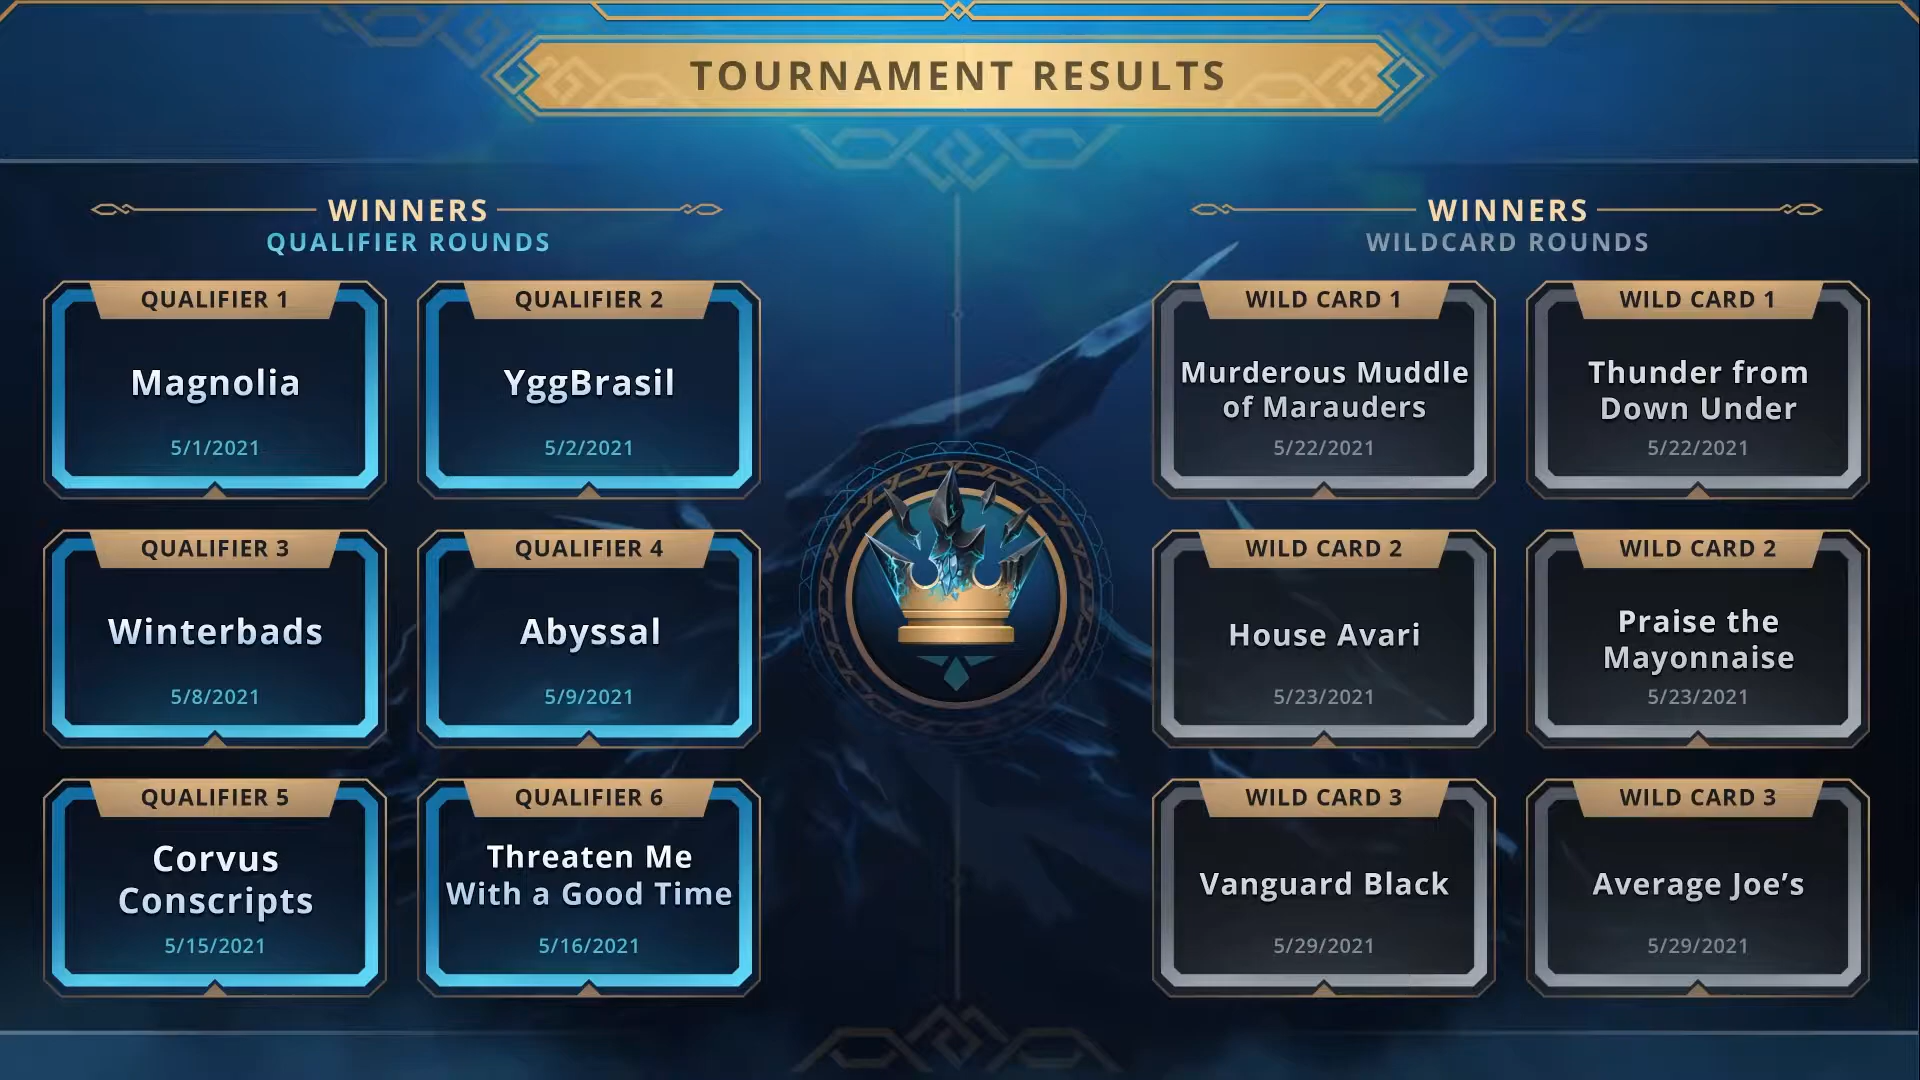 TOURNAMENT RESULTS
WINNERS
QUALIFIER ROUNDS
QUALIFIER 1
Magnolia
5/1/2021
QUALIFIER 2
YggBrasil
5/2/2021
QUALIFIER 3
Winterbads
5/8/2021
QUALIFIER 4
Abyssal
5/9/2021
QUALIFIER 5
Corvus
Conscripts
5/15/2021
QUALIFIER 6
Threaten Me
With a Good Time
5/16/2021
WINNERS
WILDCARD ROUNDS
WILD CARD 1
Murderous Muddle
of Marauders
5/22/2021
WILD CARD 1
Thunder from
Down Under
5/22/2021
WILD CARD 2
House Avari
5/23/2021
WILD CARD 2
Praise the
Mayonnaise
5/23/2021
WILD CARD 3
Vanguard Black
5/29/2021
WILD CARD 3
Average Joe’s
5/29/2021